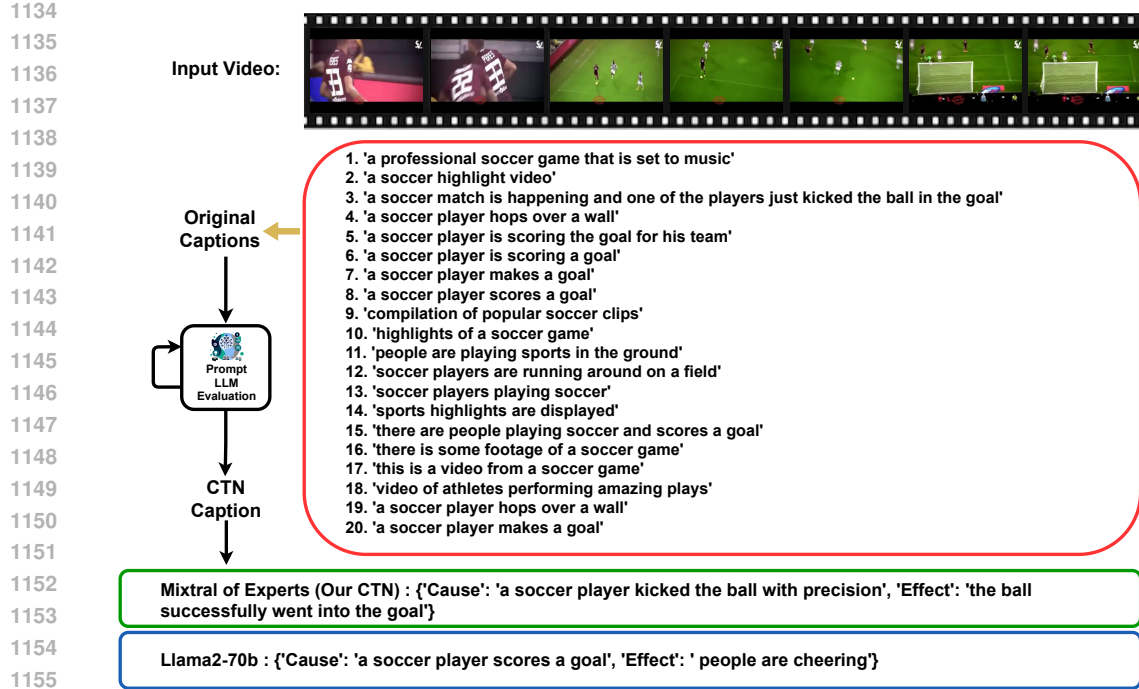 1134
1135
1136
1137
1138
1139
1140
1141
1142
1143
1144
1145
1146
1147
1148
1149
1150
1151
1152
1153
1154
1155
Input Video:
1. 'a professional soccer game that is set to music'
2. 'a soccer highlight video'
3. 'a soccer match is happening and one of the players just kicked the ball in the goal'
4. 'a soccer player hops over a wall'
5. 'a soccer player is scoring the goal for his team'
6. 'a soccer player is scoring a goal'
7. 'a soccer player makes a goal'
8. 'a soccer player scores a goal'
9. 'compilation of popular soccer clips'
10. 'highlights of a soccer game'
11. 'people are playing sports in the ground'
12. 'soccer players are running around on a field'
13. 'soccer players playing soccer'
14. 'sports highlights are displayed'
15. 'there are people playing soccer and scores a goal'
16. 'there is some footage of a soccer game'
17. 'this is a video from a soccer game'
18. 'video of athletes performing amazing plays'
19. 'a soccer player hops over a wall'
20. 'a soccer player makes a goal'
Original
Captions
Prompt
LLM
Evaluation
CTN
Caption
Mixtral of Experts (Our CTN) : {'Cause': 'a soccer player kicked the ball with precision', 'Effect': 'the ball
successfully went into the goal'}
Llama2-70b : {'Cause': 'a soccer player scores a goal', 'Effect': ' people are cheering'}